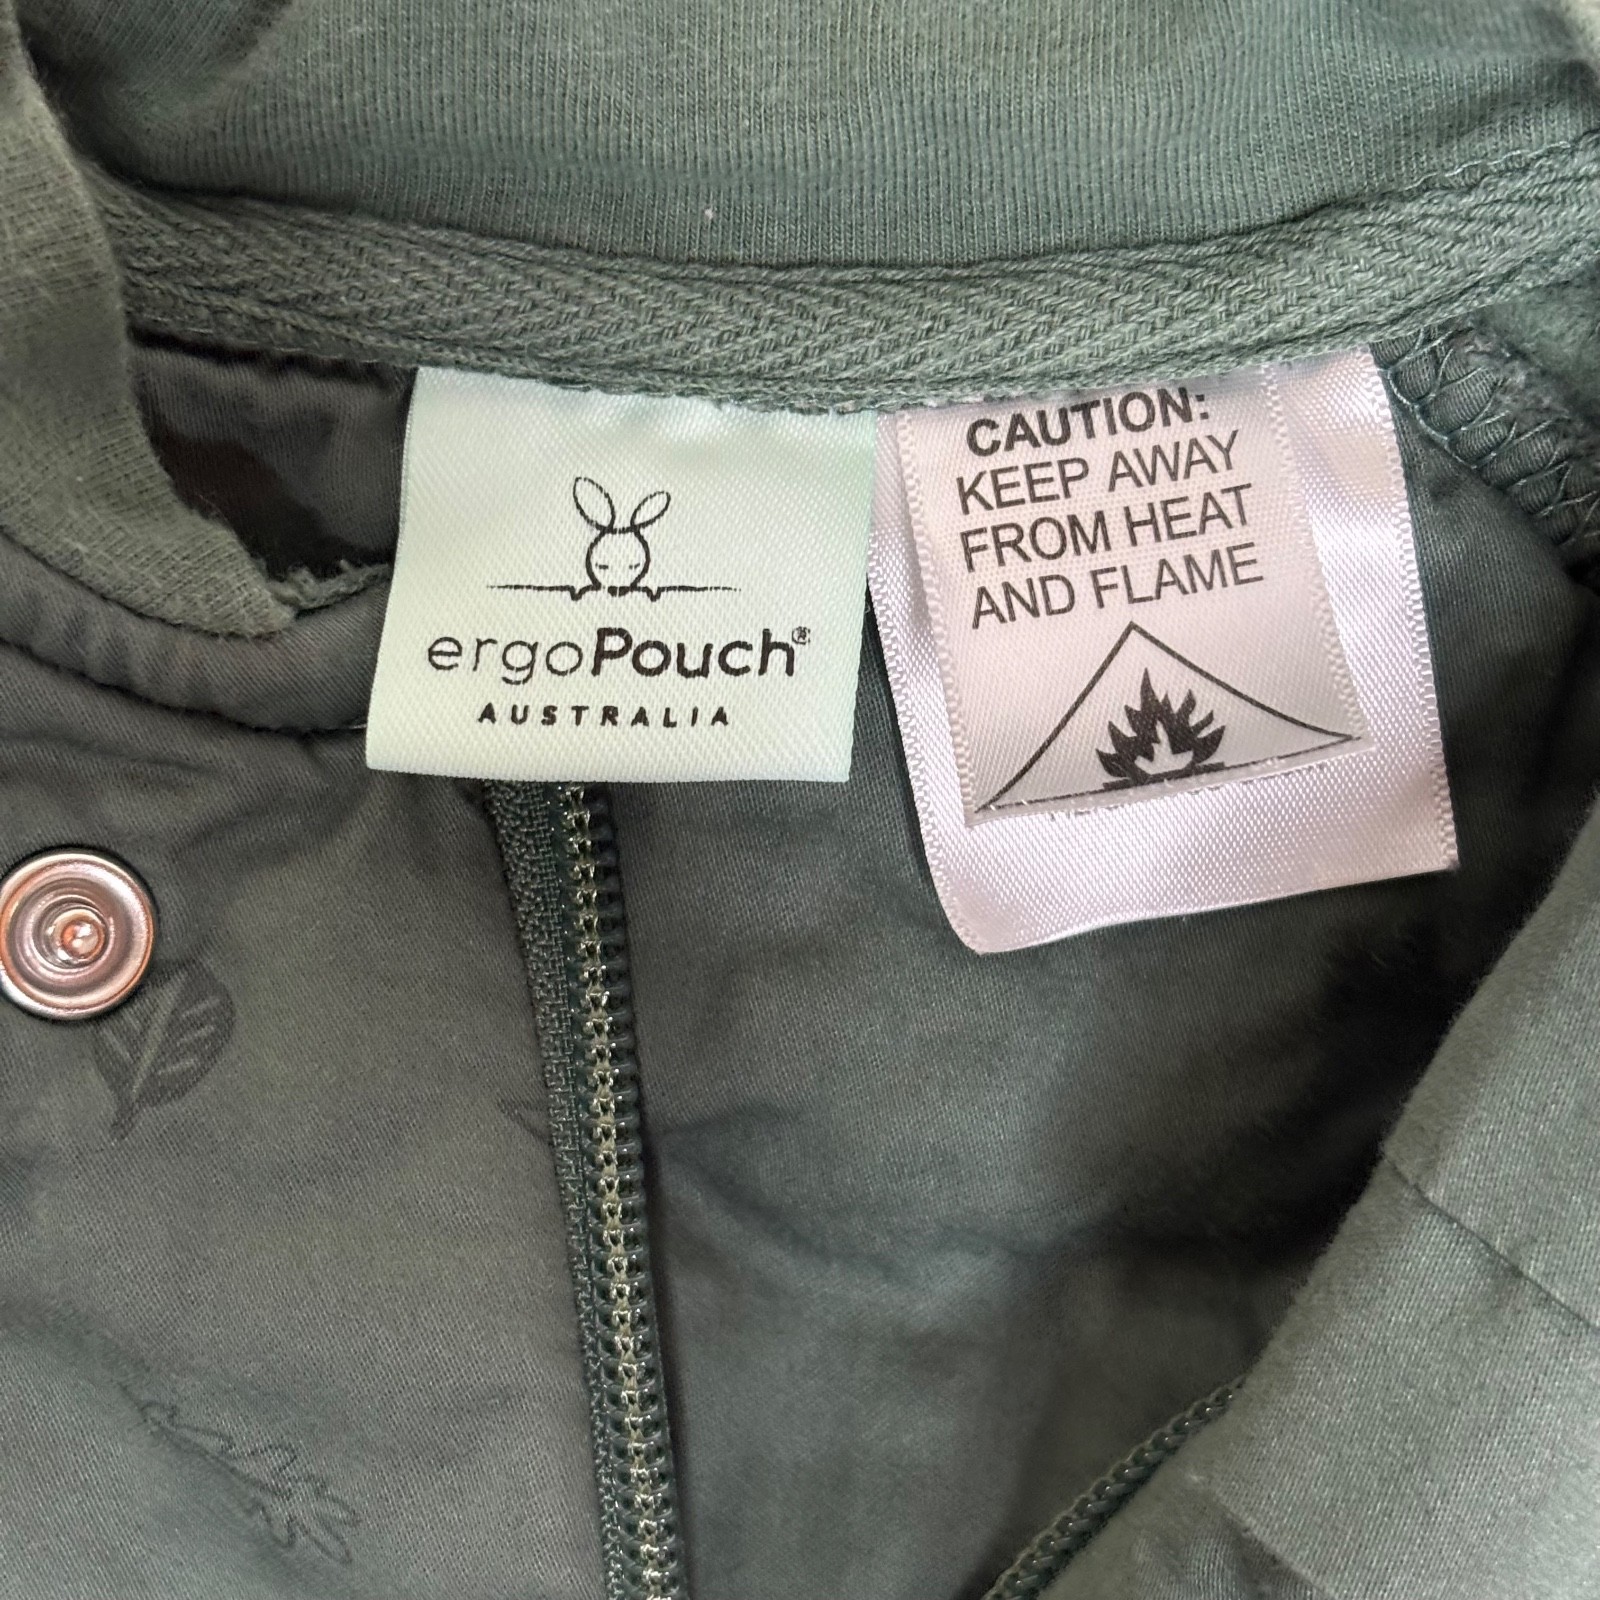 ergoPouch®
AUSTRALIA
CAUTION:
KEEP AWAY
FROM HEAT
AND FLAME